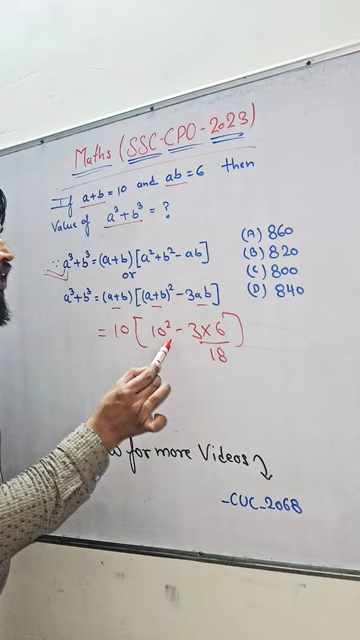 Maths (SSC-CPO-2023)
If a+b=10 and ab=6 then
Value of a³+b³=?
∵ a³+b³=(a+b)[a²+b²-ab]
or
a³+b³=(a+b)[(a+b)²-3ab]
(A) 860
(B) 820
(C) 800
(D) 840
=10[10²-3×6]
18
for more Videos
-CUC-2068